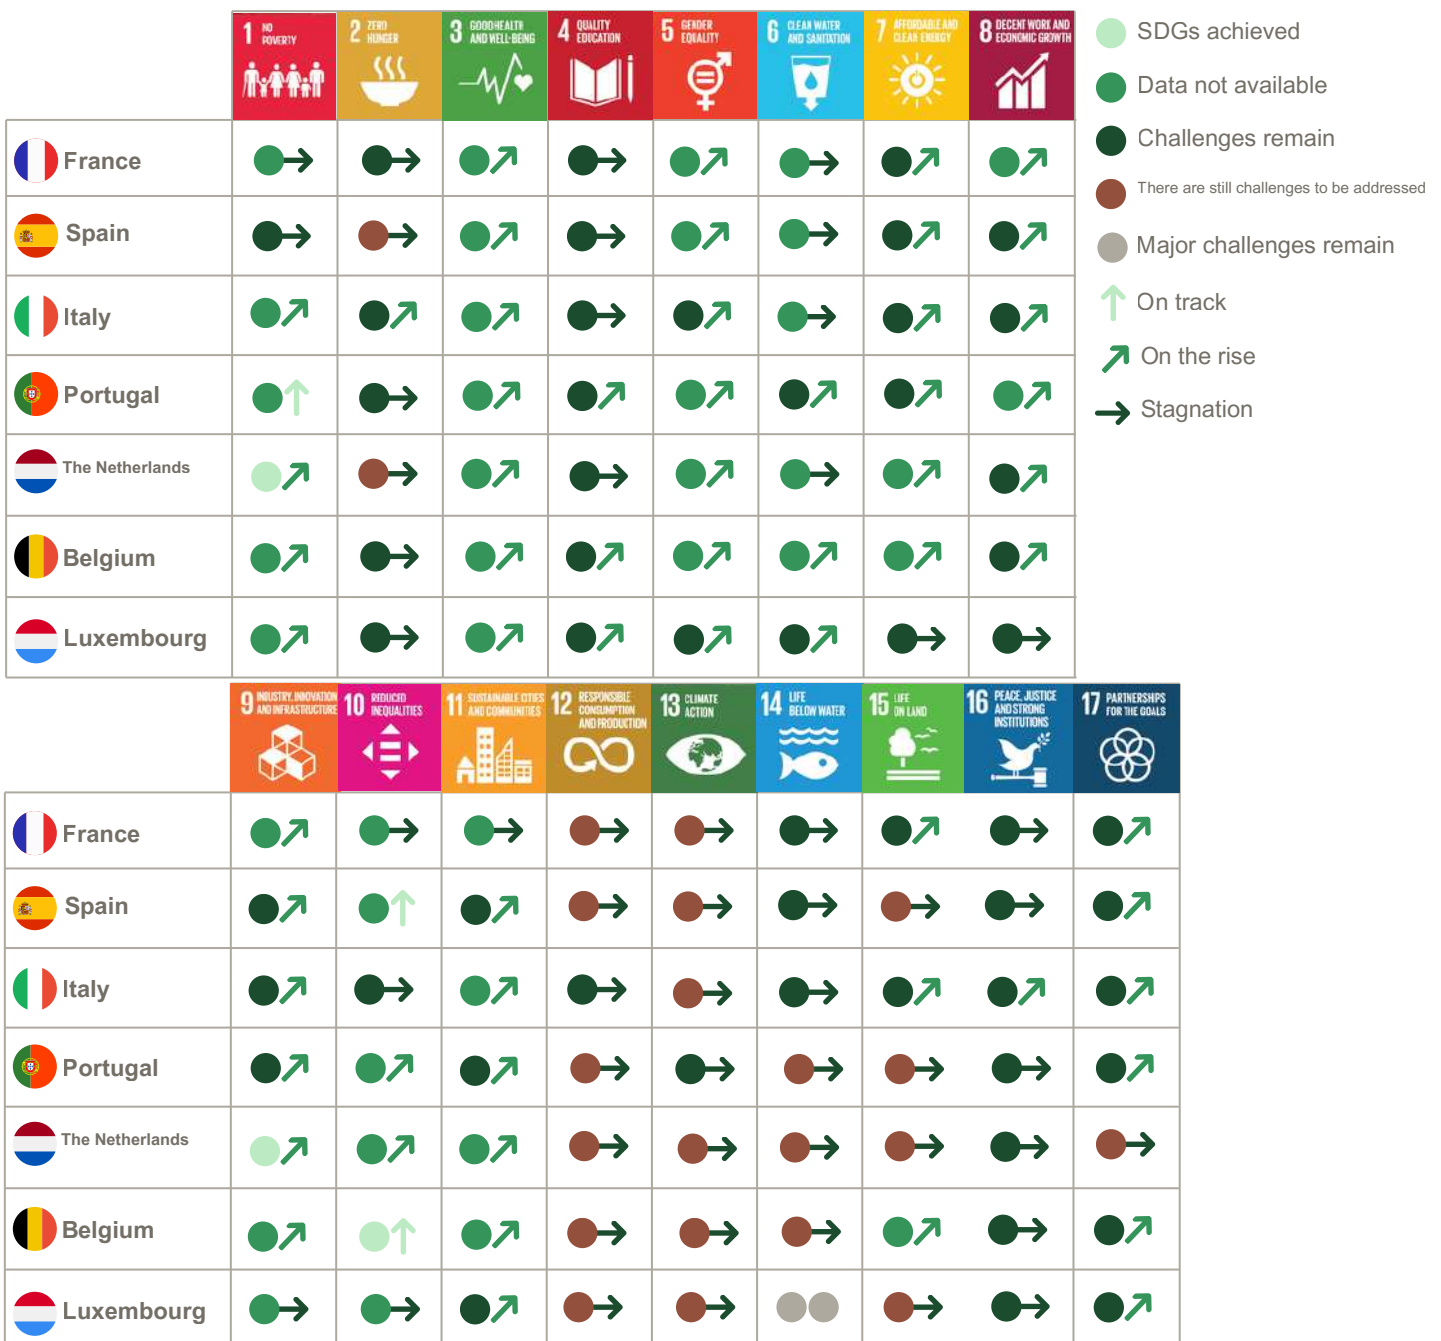 1 NO
POVERTY
2 ZERO
HUNGER
3 GOOD HEALTH
AND WELL-BEING
4 QUALITY
EDUCATION
5 GENDER
EQUALITY
6 CLEAN WATER
AND SANITATION
7 AFFORDABLE AND
CLEAN ENERGY
8 DECENT WORK AND
ECONOMIC GROWTH
SDGs achieved
Data not available
Challenges remain
There are still challenges to be addressed
Major challenges remain
On track
On the rise
Stagnation
France
Spain
Italy
Portugal
The Netherlands
Belgium
Luxembourg
9 INDUSTRY, INNOVATION
AND INFRASTRUCTURE
10 REDUCED
INEQUALITIES
11 SUSTAINABLE CITIES
AND COMMUNITIES
12 RESPONSIBLE
CONSUMPTION
AND PRODUCTION
13 CLIMATE
ACTION
14 LIFE
BELOW WATER
15 LIFE
ON LAND
16 PEACE, JUSTICE
AND STRONG
INSTITUTIONS
17 PARTNERSHIPS
FOR THE GOALS
France
Spain
Italy
Portugal
The Netherlands
Belgium
Luxembourg